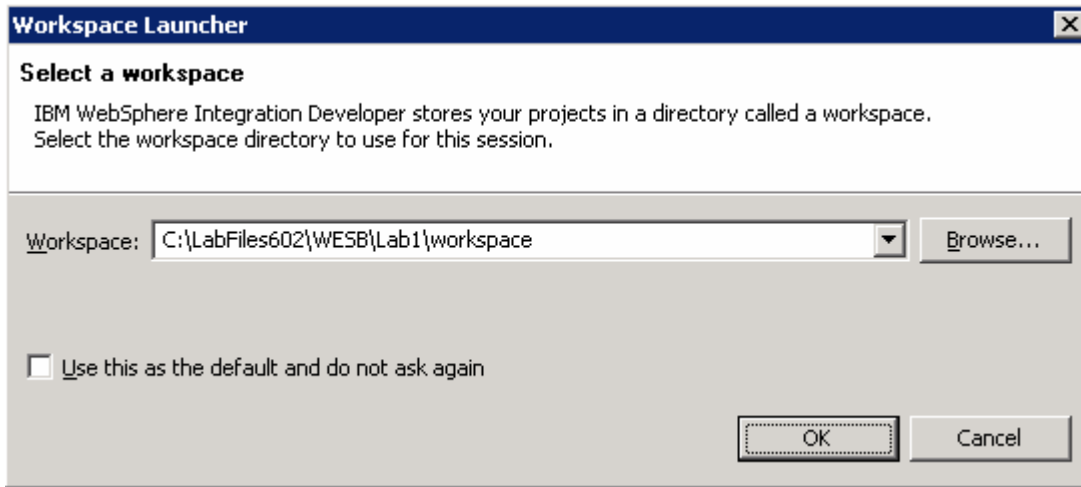 Workspace Launcher
Select a workspace
IBM WebSphere Integration Developer stores your projects in a directory called a workspace.
Select the workspace directory to use for this session.
Workspace: C:\LabFiles602\WESB\Lab1\workspace Browse...
Use this as the default and do not ask again
OK Cancel